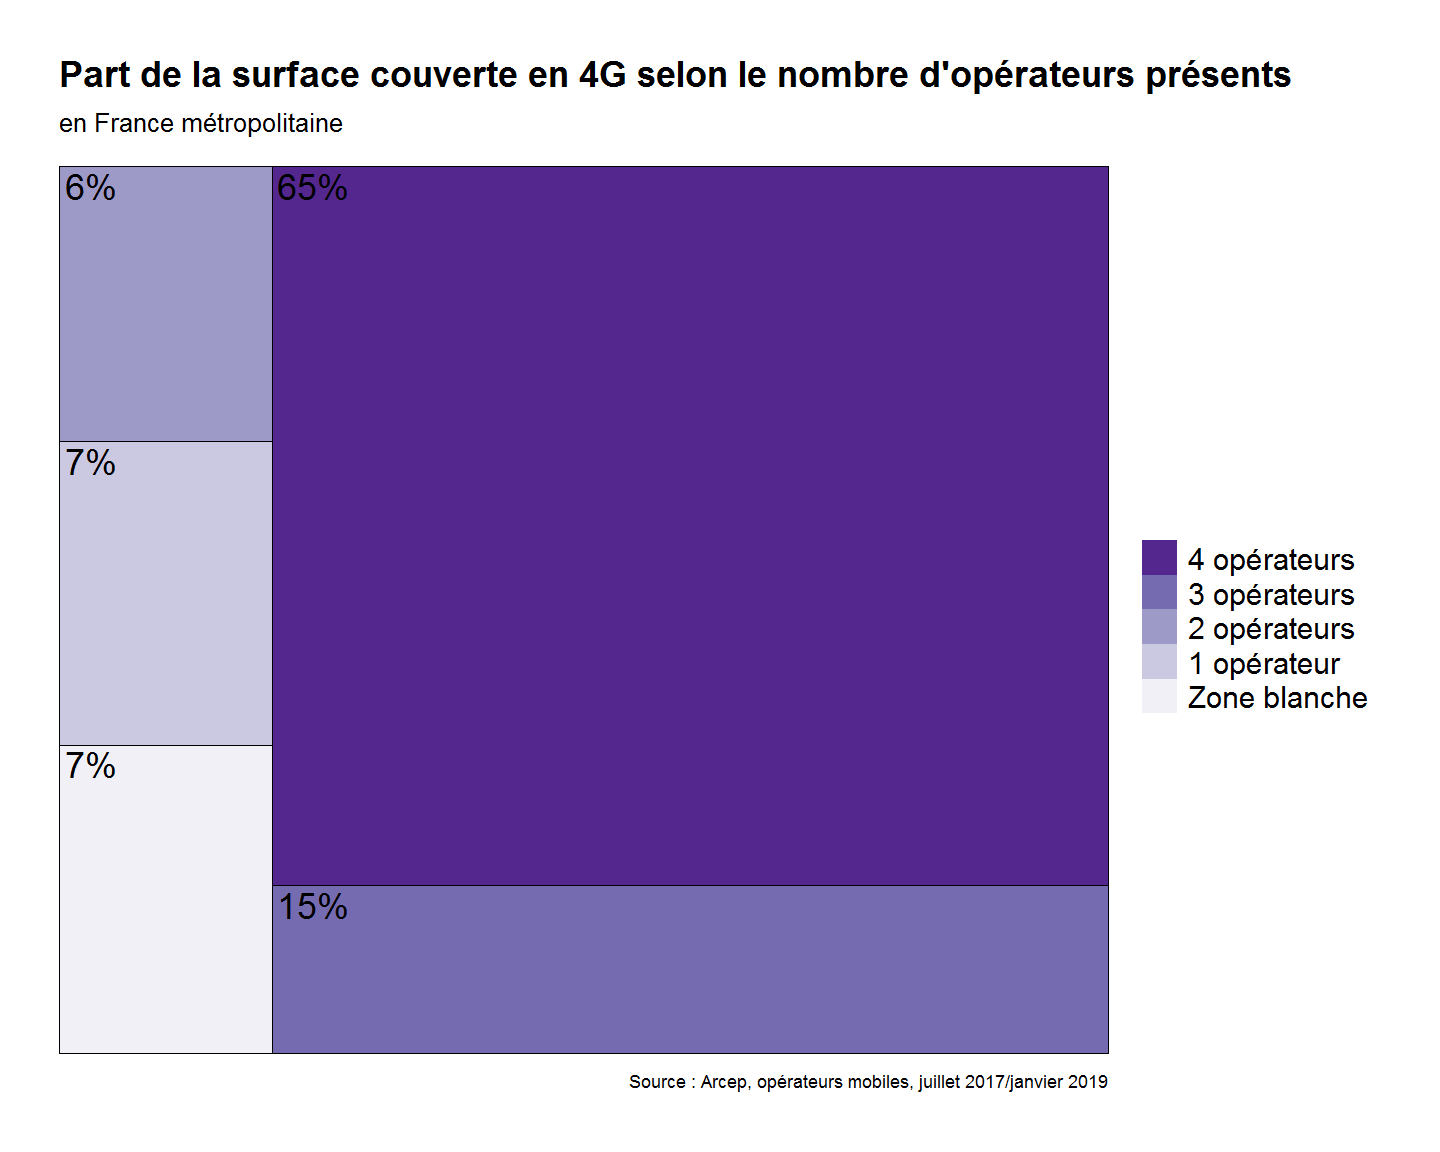 Part de la surface couverte en 4G selon le nombre d'opérateurs présents
en France métropolitaine
6%
65%
7%
7%
15%
4 opérateurs
3 opérateurs
2 opérateurs
1 opérateur
Zone blanche
Source : Arcep, opérateurs mobiles, juillet 2017/janvier 2019